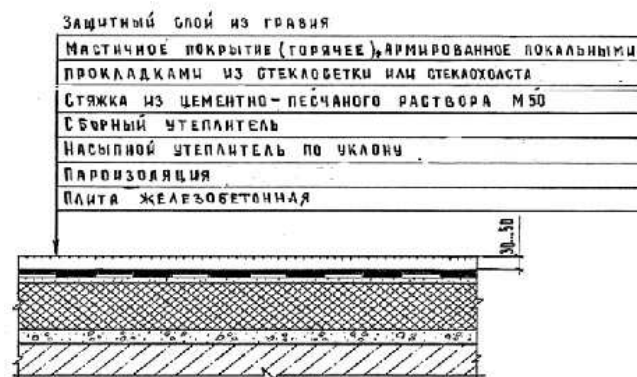 Защитный слой из гравия
Мастичное покрытие (горячее), армированное локальными
прокладками из стеклосетки или стеклохолста
Стяжка из цементно-песчаного раствора М50
Сборный утеплитель
Насыпной утеплитель по уклону
Пароизоляция
Плита железобетонная
30...50